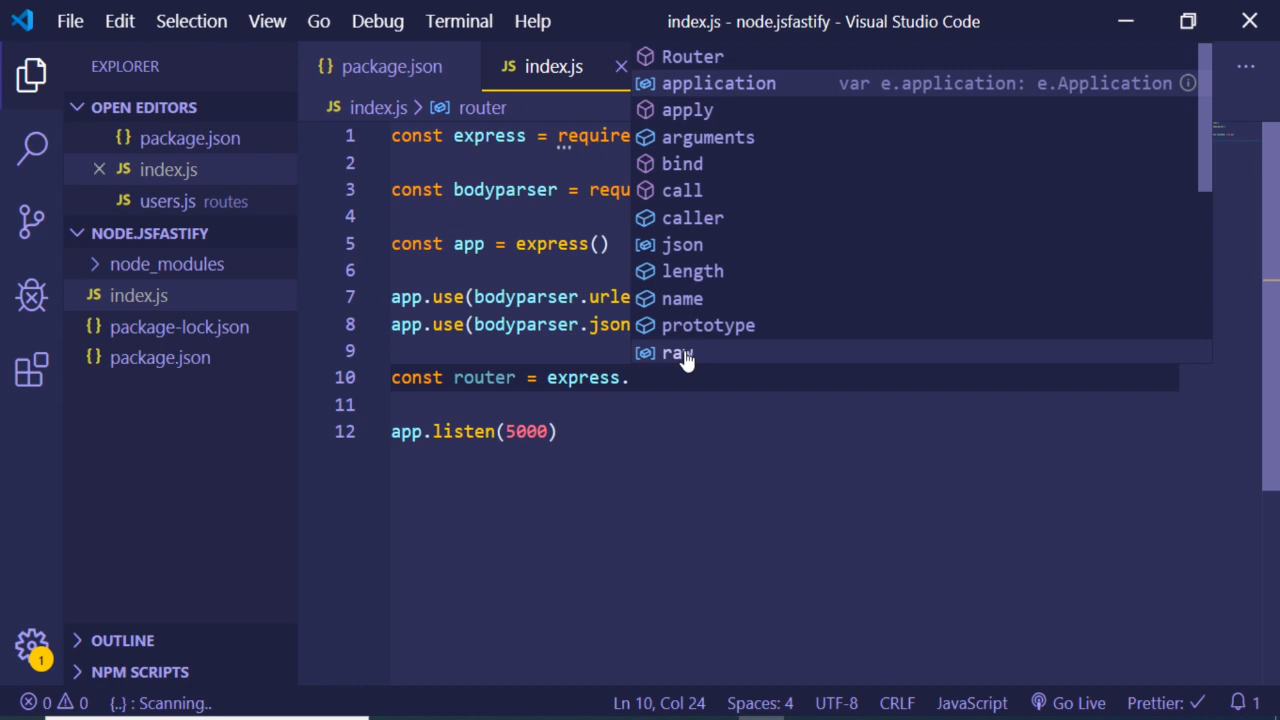 File Edit Selection View Go Debug Terminal Help index.js - node.jsfastify - Visual Studio Code
EXPLORER
OPEN EDITORS
{} package.json
JS index.js
JS users.js routes
NODE.JSFASTIFY
node_modules
JS index.js
{} package-lock.json
{} package.json
OUTLINE
NPM SCRIPTS
1
{} package.json JS index.js
JS index.js > router
1 const express = require
2
3 const bodyparser = requ
4
5 const app = express()
6
7 app.use(bodyparser.urle
8 app.use(bodyparser.json
9
10 const router = express.
11
12 app.listen(5000)
Router
application var e.application: e.Application
apply
arguments
bind
call
caller
json
length
name
prototype
raw
0 0 {..} : Scanning.. Ln 10, Col 24 Spaces: 4 UTF-8 CRLF JavaScript Go Live Prettier: ✓ 1